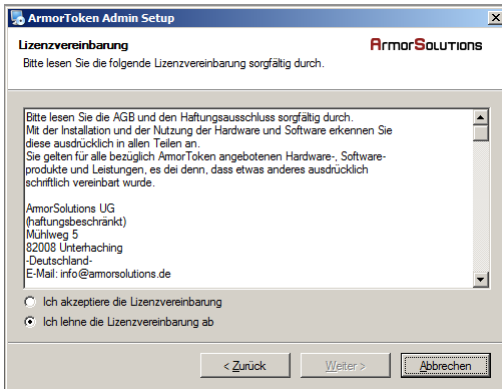 ArmorToken Admin Setup
Lizenzvereinbarung
Bitte lesen Sie die folgende Lizenzvereinbarung sorgfältig durch.
ArmorSolutions
Bitte lesen Sie die AGB und den Haftungsausschluss sorgfältig durch.
Mit der Installation und der Nutzung der Hardware und Software erkennen Sie
diese ausdrücklich in allen Teilen an.
Sie gelten für alle bezüglich ArmorToken angebotenen Hardware-, Software-
produkte und Leistungen, es dei denn, dass etwas anderes ausdrücklich
schriftlich vereinbart wurde.
ArmorSolutions UG
(haftungsbeschränkt)
Mühlweg 5
82008 Unterhaching
-Deutschland-
E-Mail: info@armorsolutions.de
Ich akzeptiere die Lizenzvereinbarung
Ich lehne die Lizenzvereinbarung ab
< Zurück
Weiter >
Abbrechen